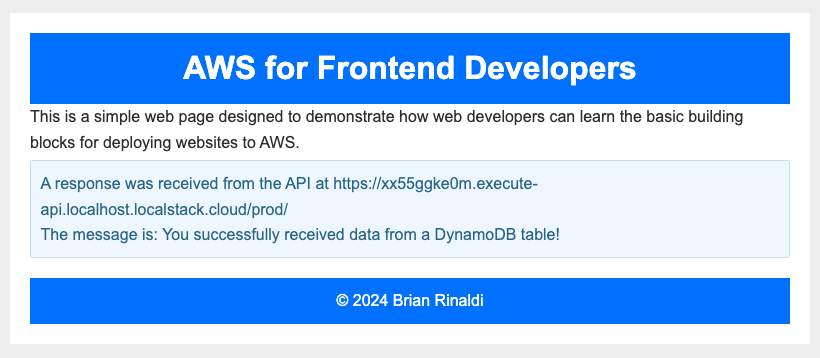 AWS for Frontend Developers
This is a simple web page designed to demonstrate how web developers can learn the basic building
blocks for deploying websites to AWS.
A response was received from the API at https://xx55ggke0m.execute-
api.localhost.localstack.cloud/prod/
The message is: You successfully received data from a DynamoDB table!
© 2024 Brian Rinaldi